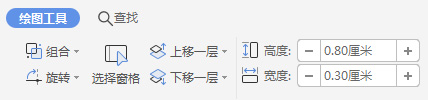 绘图工具 查找
组合 上移一层 高度: － 0.80厘米 ＋
旋转 选择窗格 下移一层 宽度: － 0.30厘米 ＋